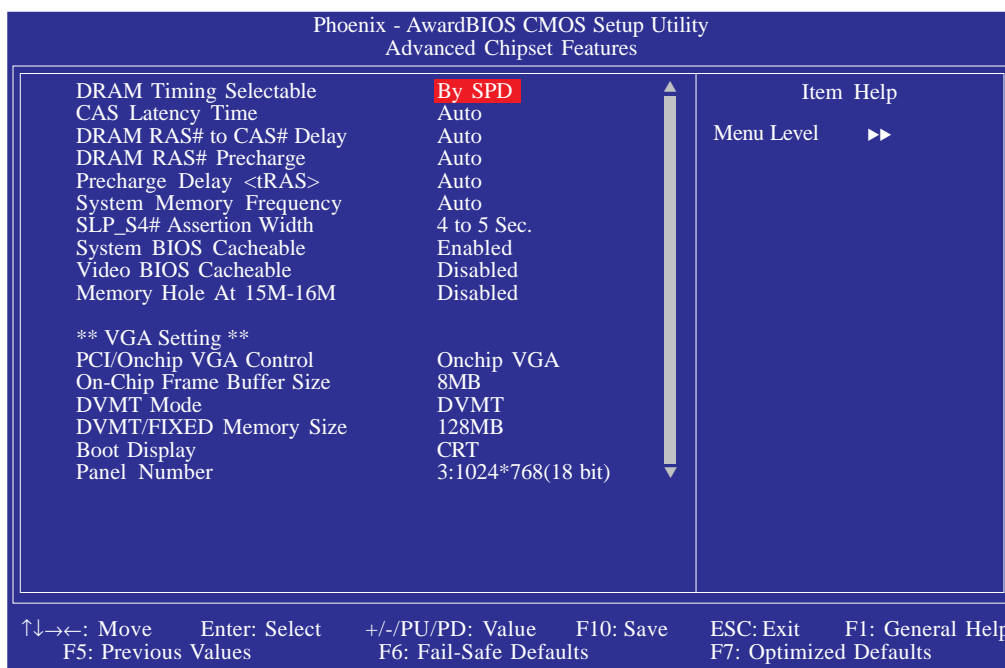 Phoenix - AwardBIOS CMOS Setup Utility
Advanced Chipset Features
DRAM Timing Selectable By SPD
CAS Latency Time Auto
DRAM RAS# to CAS# Delay Auto
DRAM RAS# Precharge Auto
Precharge Delay <tRAS> Auto
System Memory Frequency Auto
SLP_S4# Assertion Width 4 to 5 Sec.
System BIOS Cacheable Enabled
Video BIOS Cacheable Disabled
Memory Hole At 15M-16M Disabled
** VGA Setting **
PCI/Onchip VGA Control Onchip VGA
On-Chip Frame Buffer Size 8MB
DVMT Mode DVMT
DVMT/FIXED Memory Size 128MB
Boot Display CRT
Panel Number 3:1024*768(18 bit)
Item Help
Menu Level ►►
↑↓→←: Move Enter: Select +/-/PU/PD: Value F10: Save ESC: Exit F1: General Help
F5: Previous Values F6: Fail-Safe Defaults F7: Optimized Defaults